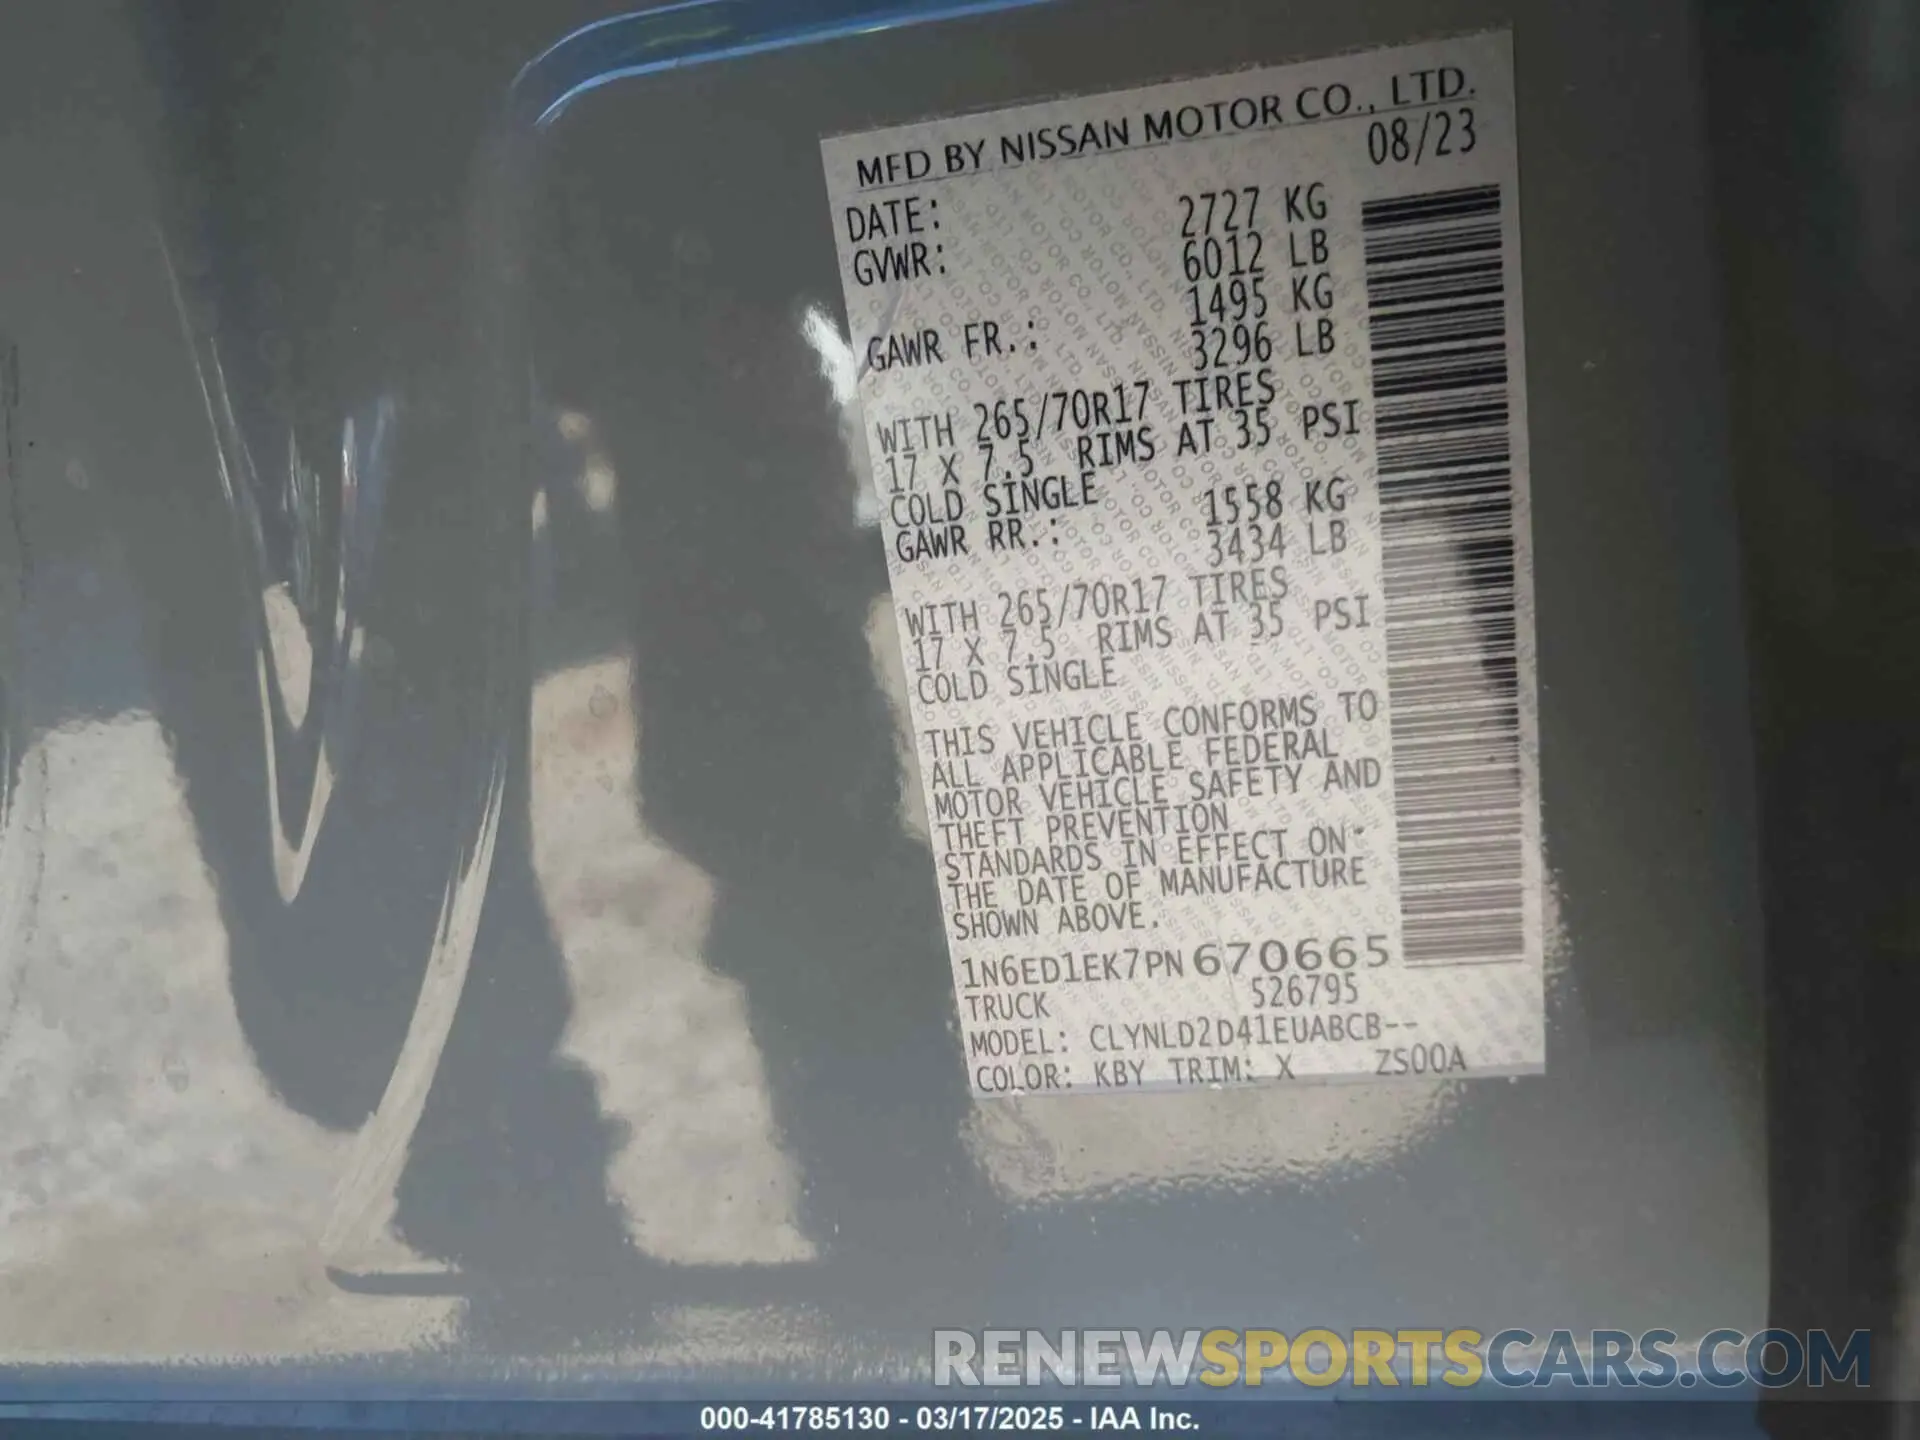 MFD BY NISSAN MOTOR CO., LTD.
DATE: 08/23
GVWR: 2727 KG
6012 LB
GAWR FR.: 1495 KG
3296 LB
WITH 265/70R17 TIRES
17 X 7.5 RIMS AT 35 PSI
COLD SINGLE
GAWR RR.: 1558 KG
3434 LB
WITH 265/70R17 TIRES
17 X 7.5 RIMS AT 35 PSI
COLD SINGLE
THIS VEHICLE CONFORMS TO
ALL APPLICABLE FEDERAL
MOTOR VEHICLE SAFETY AND
THEFT PREVENTION
STANDARDS IN EFFECT ON
THE DATE OF MANUFACTURE
SHOWN ABOVE.
1N6ED1EK7PN670665
TRUCK 526795
MODEL: CLYNLD2D41EUABCB--
COLOR: KBY TRIM: X ZS00A
RENEWSPORTSCARS.COM
000-41785130 - 03/17/2025 - IAA Inc.